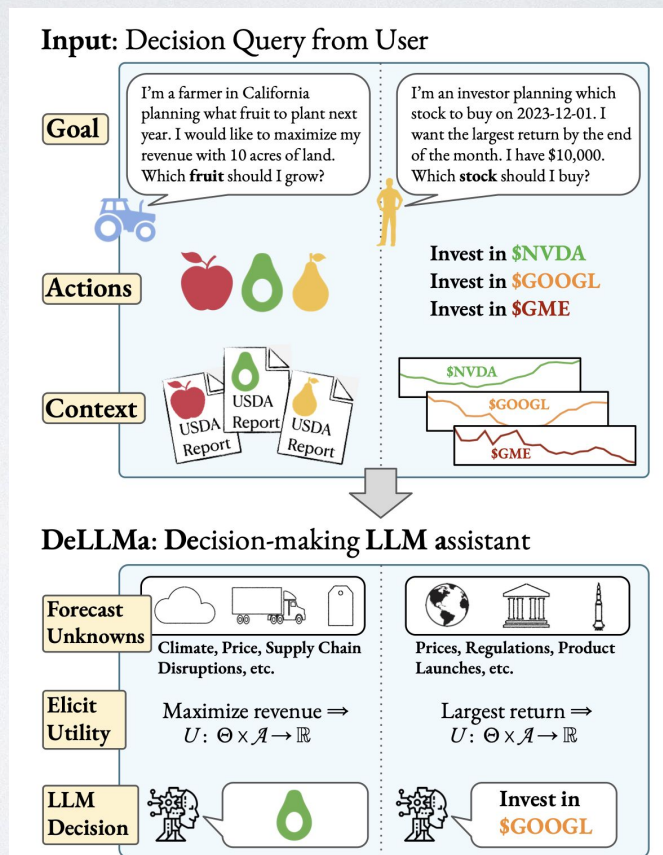 Input: Decision Query from User
Goal
I'm a farmer in California
planning what fruit to plant next
year. I would like to maximize my
revenue with 10 acres of land.
Which fruit should I grow?
I'm an investor planning which
stock to buy on 2023-12-01. I
want the largest return by the end
of the month. I have $10,000.
Which stock should I buy?
Actions
Invest in $NVDA
Invest in $GOOGL
Invest in $GME
Context
USDA
Report
USDA
Report
USDA
Report
$NVDA
$GOOGL
$GME
DeLLMa: Decision-making LLM assistant
Forecast
Unknowns
Climate, Price, Supply Chain
Disruptions, etc.
Prices, Regulations, Product
Launches, etc.
Elicit
Utility
Maximize revenue ⇒
U: Θ × 𝒜 → ℝ
Largest return ⇒
U: Θ × 𝒜 → ℝ
LLM
Decision
Invest in
$GOOGL